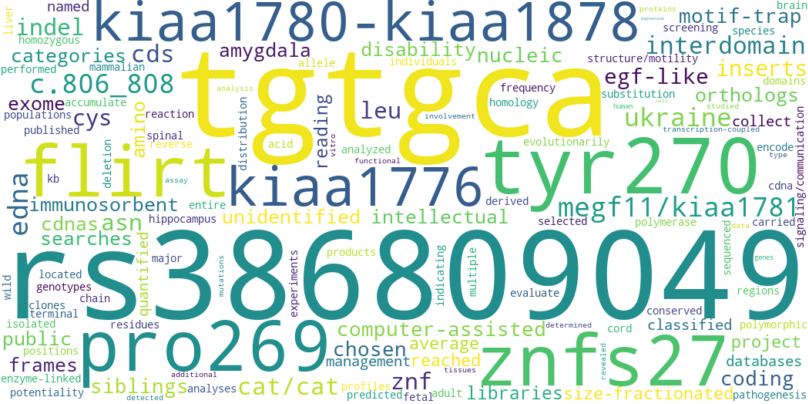 liver
named
indel
kiaa1780-kiaa1878
proteins
expression
motif-trap
brain
homozygous
categories
cds
amygdala
disability
nucleic
screening
species
interdomain
performed
mammalian
allele
individuals
structure/motility
c.806_808
tgtgca
egf-like
inserts
analysis
frequency
substitution
domains
exome
accumulate
leu
homology
human
cell
studied
orthologs
populations
cys
reaction
involvement
ukraine
collect
published
spinal
amino
reverse
distribution
reading
vitro
acid
analyzed
evolutionarily
transcription-coupled
encode
type
kb
deletion
flirt
assay
functional
tyr270
cdna
edna
immunosorbent
entire
kiaa1776
derived
megf11/kiaa1781
signaling/communication
cdnas
asn
hippocampus
unidentified
intellectual
selected
polymerase
carried
searches
rs386809049
wild
located
major
genotypes
chain
clones
terminal
quantified
mutations
experiments
products
indicating
multiple
evaluate
sequenced
data
genes
regions
conserved
isolated
residues
public
positions
pro269
computer-assisted
cord
determined
classified
polymorphic
frames
chosen
average
znfs27
revealed
project
management
reached
databases
enzyme-linked
additional
tissues
coding
potentiality
siblings
analyses
cat/cat
profiles
znf
detected
predicted
fetal
adult
libraries
size-fractionated
pathogenesis